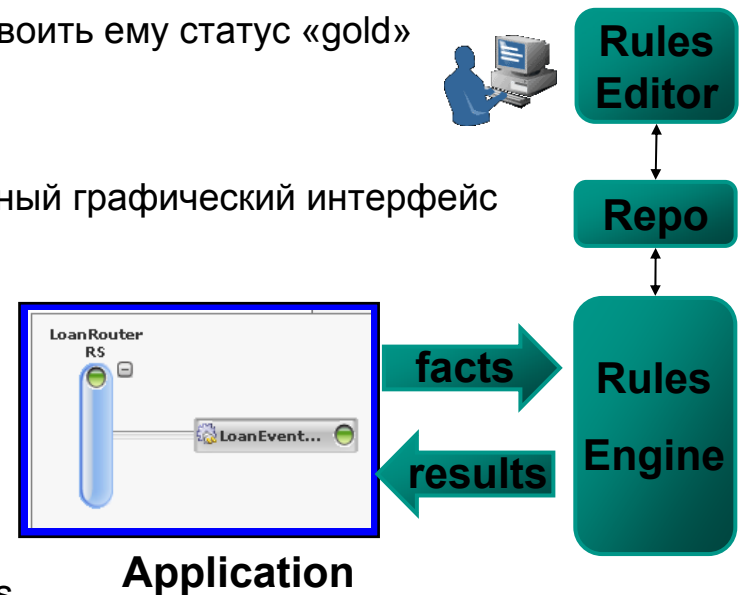 воить ему статус «gold»
Rules
Editor
ный графический интерфейс
Repo
LoanRouter
RS
LoanEvent...
facts
results
Rules
Engine
Application
s